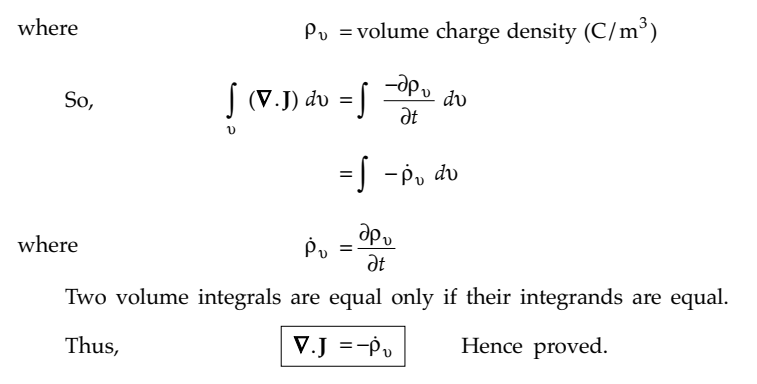 where ρ_υ = volume charge density (C/m³)
So, ∫_υ (∇.J) dυ = ∫ −∂ρ_υ/∂t dυ
= ∫ −ρ̇_υ dυ
where ρ̇_υ = ∂ρ_υ/∂t
Two volume integrals are equal only if their integrands are equal.
Thus, ∇.J = −ρ̇_υ Hence proved.